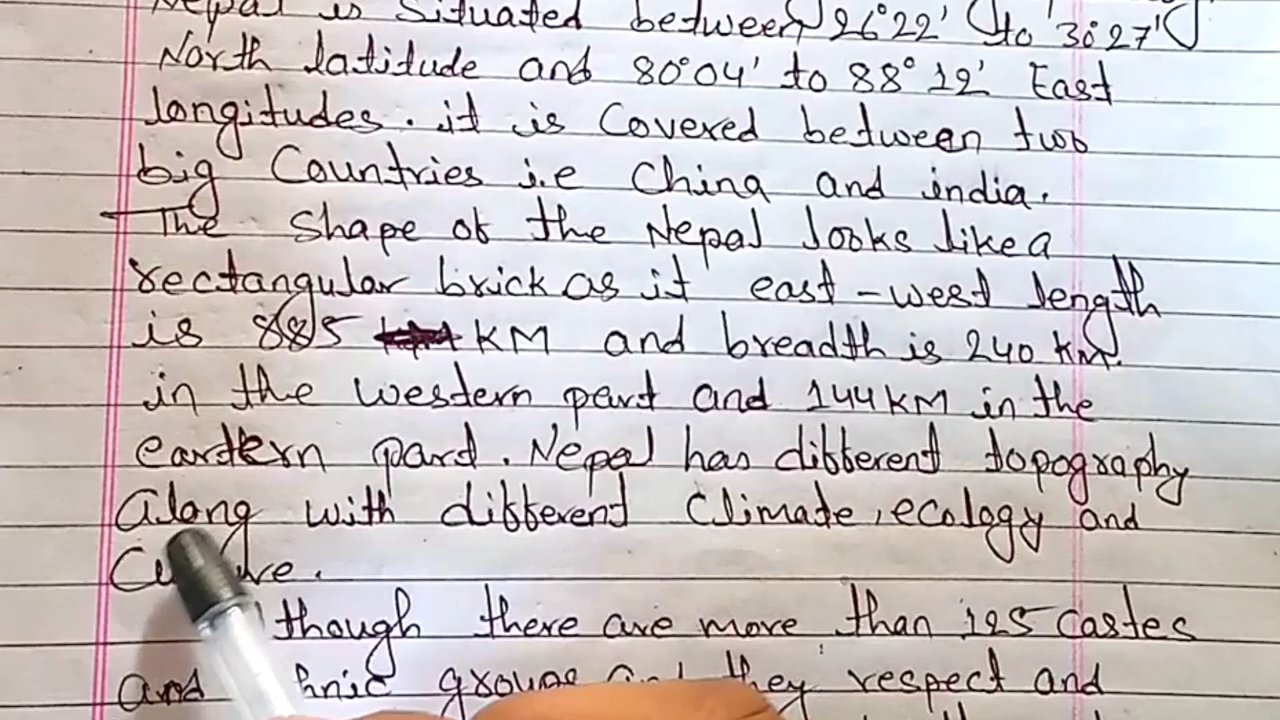 Nepal is situated between 26°22' to 30°27'
North latitude and 80°04' to 88°12' East
longitudes. it is Covered between two
big Countries i.e China and india.
The shape of the Nepal looks like a
rectangular brick as it east-west length
is 885 KM and breadth is 240 KM.
in the western part and 144 KM in the
eartern part. Nepal has different topography
along with different Climate, ecology and
though there are more than 125 castes
and groups they respect and